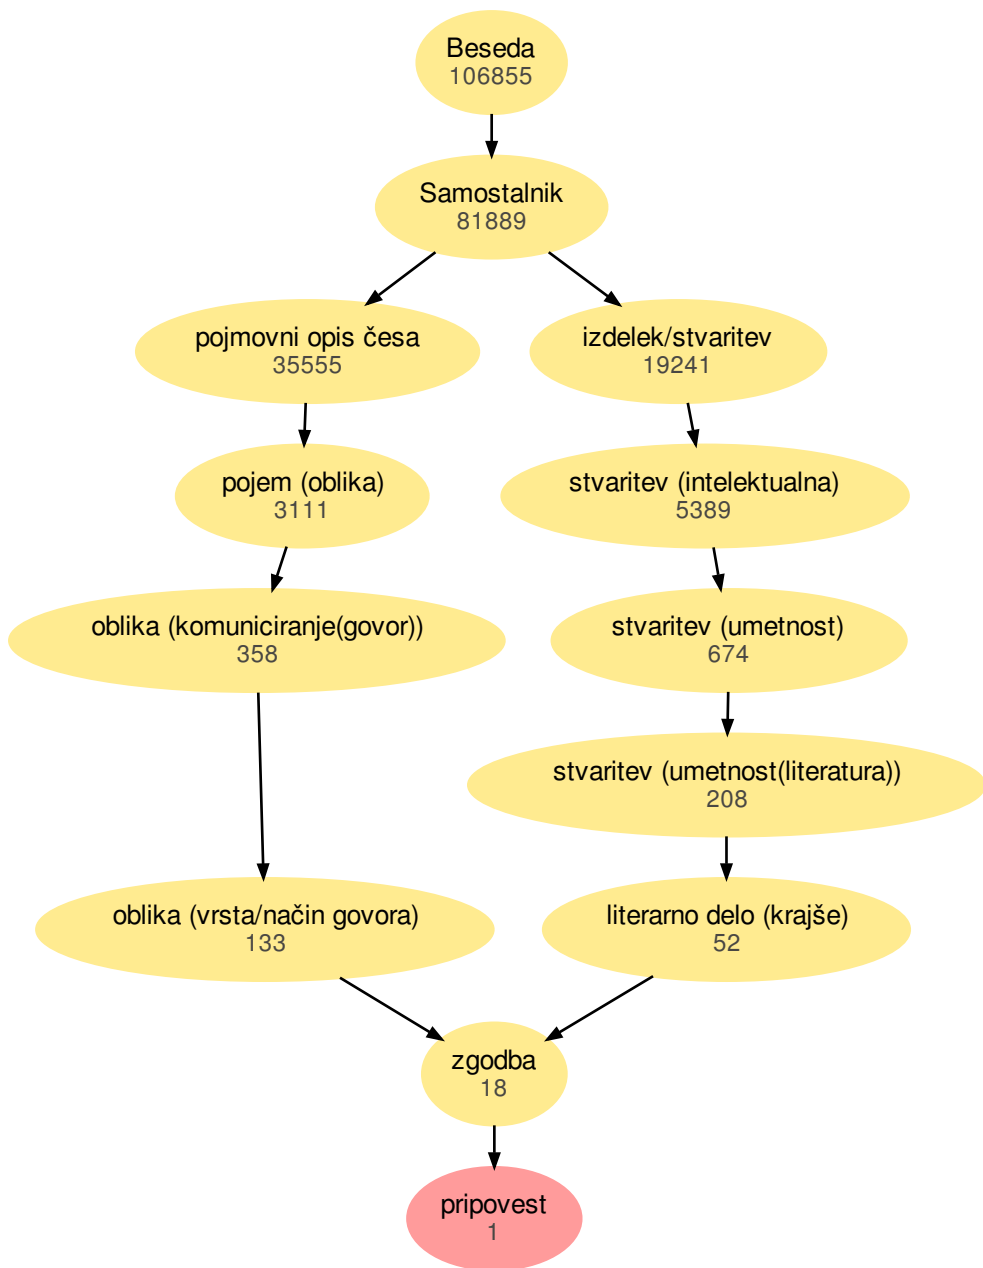 Beseda
106855
Samostalnik
81889
pojmovni opis česa
35555
izdelek/stvaritev
19241
pojem (oblika)
3111
stvaritev (intelektualna)
5389
oblika (komuniciranje(govor))
358
stvaritev (umetnost)
674
stvaritev (umetnost(literatura))
208
oblika (vrsta/način govora)
133
literarno delo (krajše)
52
zgodba
18
pripovest
1